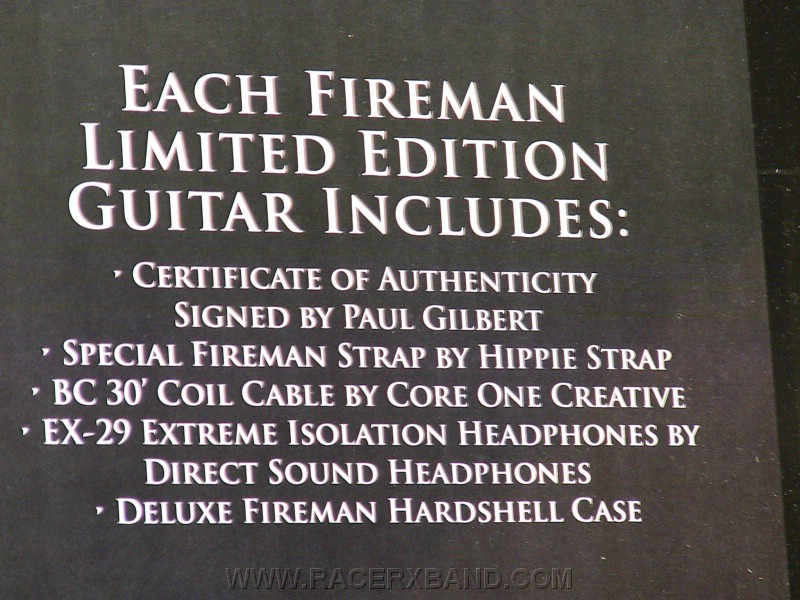 Each Fireman
Limited Edition
Guitar Includes:
‣ Certificate of Authenticity
Signed by Paul Gilbert
‣ Special Fireman Strap by Hippie Strap
‣ BC 30' Coil Cable by Core One Creative
‣ EX-29 Extreme Isolation Headphones by
Direct Sound Headphones
‣ Deluxe Fireman Hardshell Case
WWW.RACERXBAND.COM